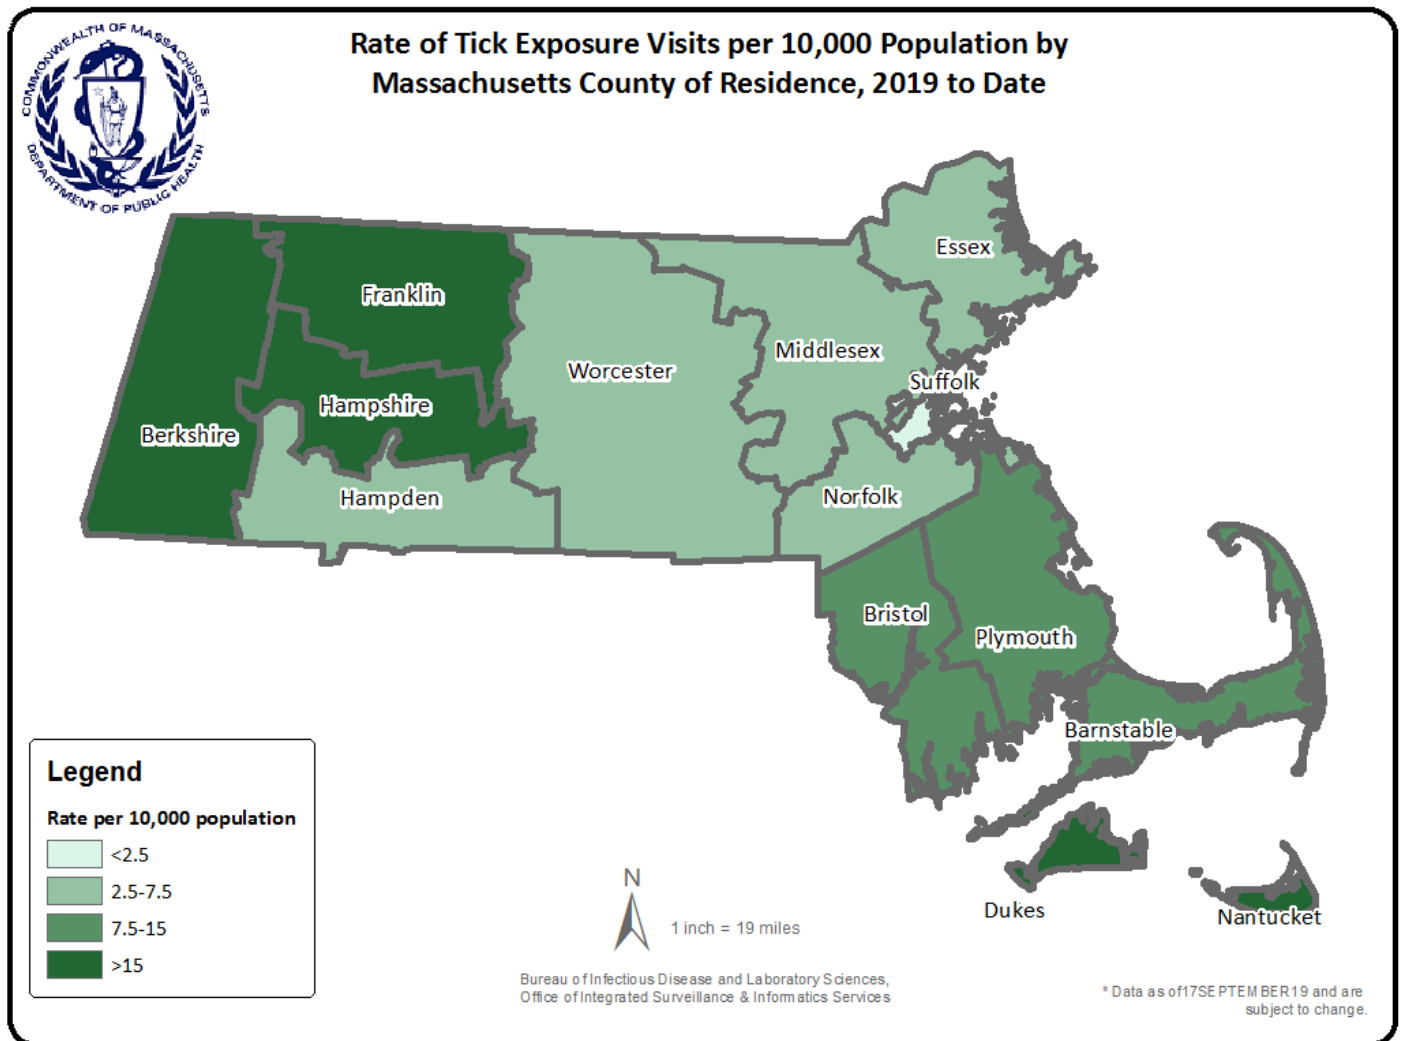 COMMONWEALTH OF MASSACHUSETTS
DEPARTMENT OF PUBLIC HEALTH
Rate of Tick Exposure Visits per 10,000 Population by
Massachusetts County of Residence, 2019 to Date
Essex
Franklin
Middlesex
Worcester
Suffolk
Hampshire
Berkshire
Hampden
Norfolk
Bristol
Plymouth
Barnstable
Dukes
Nantucket
Legend
Rate per 10,000 population
<2.5
2.5-7.5
7.5-15
>15
N
1 inch = 19 miles
Bureau of Infectious Disease and Laboratory Sciences,
Office of Integrated Surveillance & Informatics Services
* Data as of17SEPTEMBER19 and are
subject to change.